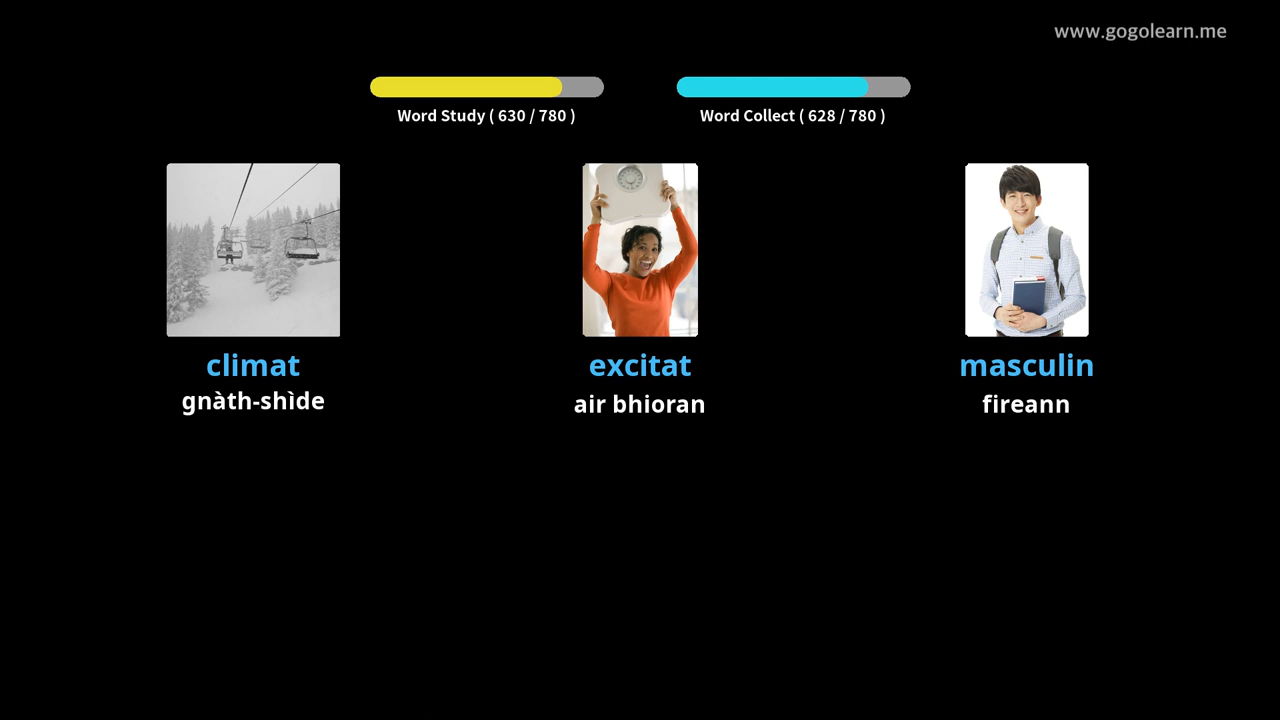 www.gogolearn.me
Word Study ( 630 / 780 )
Word Collect ( 628 / 780 )
climat
gnàth-shìde
excitat
air bhioran
masculin
fireann